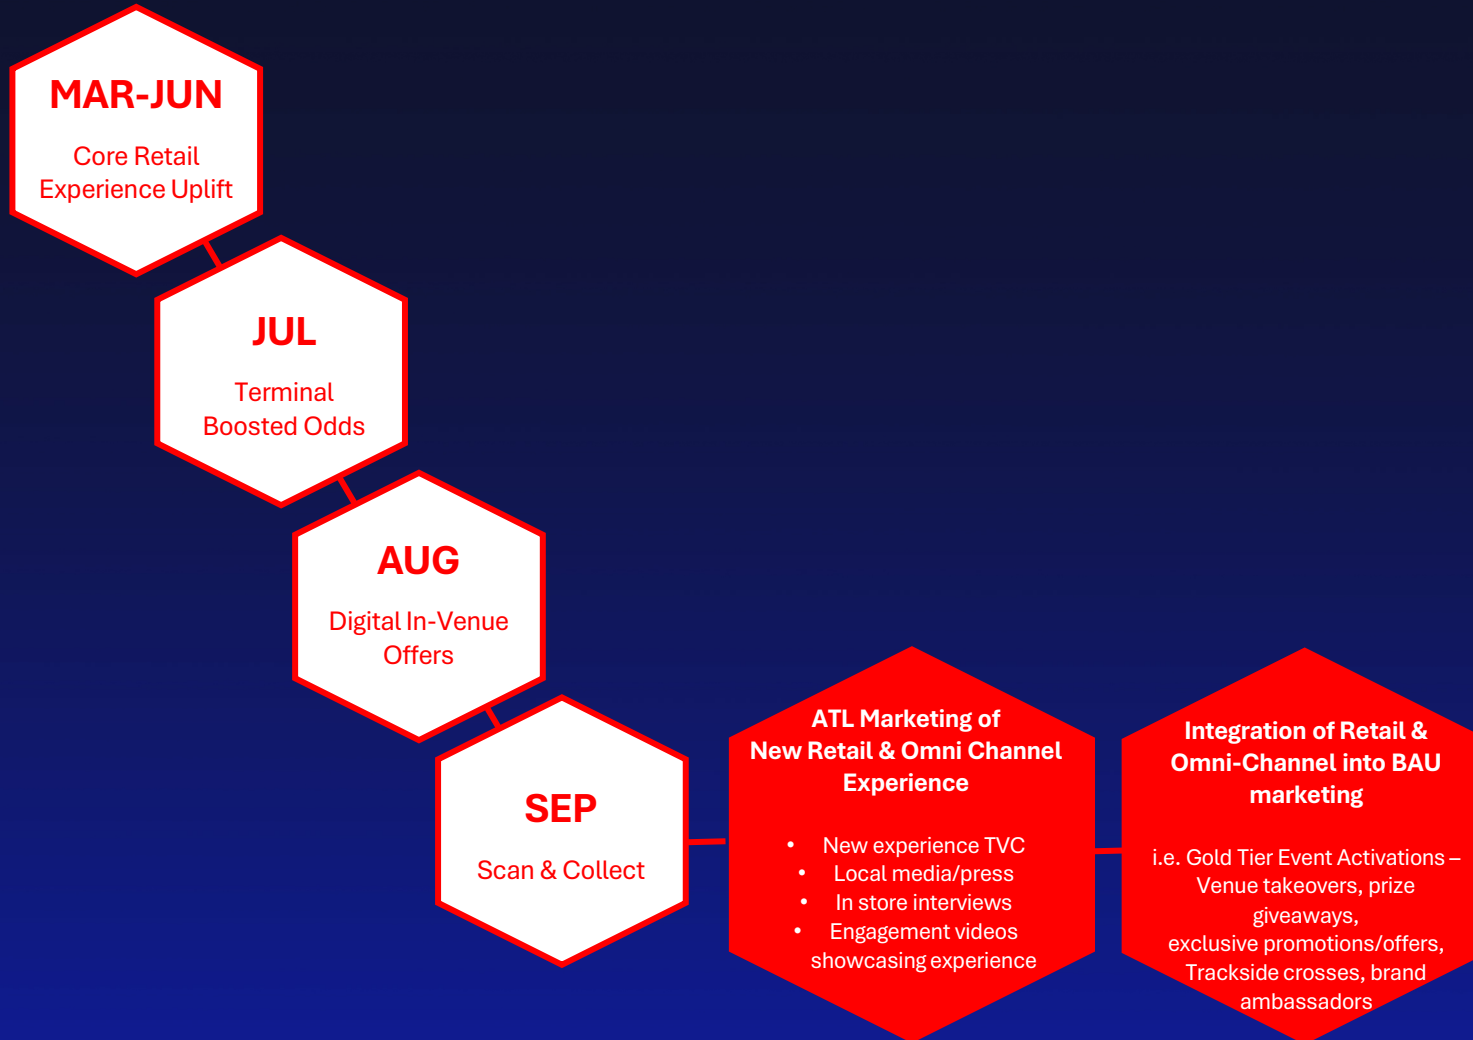 MAR-JUN
Core Retail
Experience Uplift
JUL
Terminal
Boosted Odds
AUG
Digital In-Venue
Offers
SEP
Scan & Collect
ATL Marketing of
New Retail & Omni Channel
Experience
• New experience TVC
• Local media/press
• In store interviews
• Engagement videos
showcasing experience
Integration of Retail &
Omni-Channel into BAU
marketing
i.e. Gold Tier Event Activations –
Venue takeovers, prize
giveaways,
exclusive promotions/offers,
Trackside crosses, brand
ambassadors